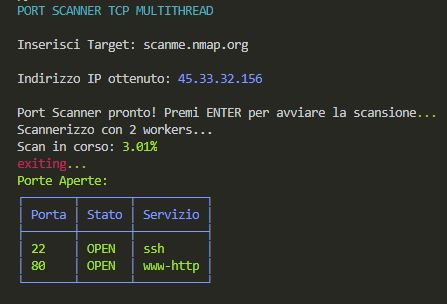 PORT SCANNER TCP MULTITHREAD
Inserisci Target: scanme.nmap.org
Indirizzo IP ottenuto: 45.33.32.156
Port Scanner pronto! Premi ENTER per avviare la scansione...
Scannerizzo con 2 workers...
Scan in corso: 3.01%
exiting...
Porte Aperte:
Porta Stato Servizio
22 OPEN ssh
80 OPEN www-http